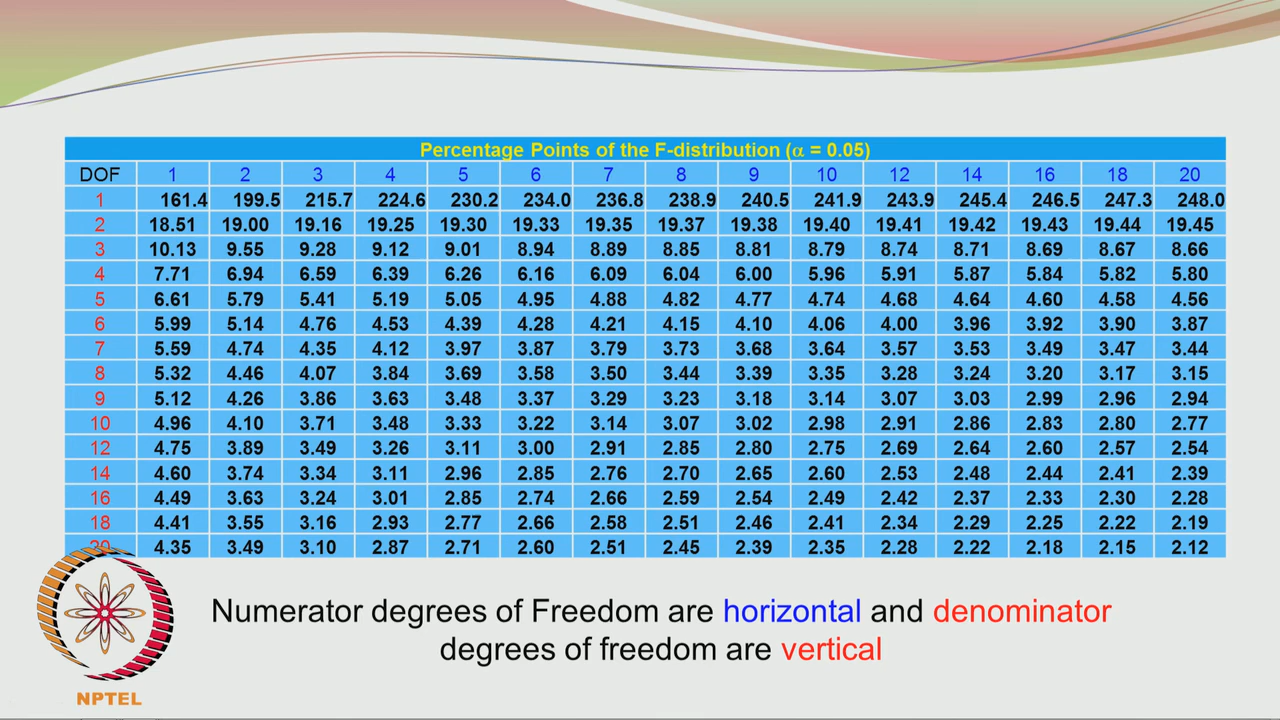 Percentage Points of the F-distribution (α = 0.05)
DOF 1 2 3 4 5 6 7 8 9 10 12 14 16 18 20
1 161.4 199.5 215.7 224.6 230.2 234.0 236.8 238.9 240.5 241.9 243.9 245.4 246.5 247.3 248.0
2 18.51 19.00 19.16 19.25 19.30 19.33 19.35 19.37 19.38 19.40 19.41 19.42 19.43 19.44 19.45
3 10.13 9.55 9.28 9.12 9.01 8.94 8.89 8.85 8.81 8.79 8.74 8.71 8.69 8.67 8.66
4 7.71 6.94 6.59 6.39 6.26 6.16 6.09 6.04 6.00 5.96 5.91 5.87 5.84 5.82 5.80
5 6.61 5.79 5.41 5.19 5.05 4.95 4.88 4.82 4.77 4.74 4.68 4.64 4.60 4.58 4.56
6 5.99 5.14 4.76 4.53 4.39 4.28 4.21 4.15 4.10 4.06 4.00 3.96 3.92 3.90 3.87
7 5.59 4.74 4.35 4.12 3.97 3.87 3.79 3.73 3.68 3.64 3.57 3.53 3.49 3.47 3.44
8 5.32 4.46 4.07 3.84 3.69 3.58 3.50 3.44 3.39 3.35 3.28 3.24 3.20 3.17 3.15
9 5.12 4.26 3.86 3.63 3.48 3.37 3.29 3.23 3.18 3.14 3.07 3.03 2.99 2.96 2.94
10 4.96 4.10 3.71 3.48 3.33 3.22 3.14 3.07 3.02 2.98 2.91 2.86 2.83 2.80 2.77
12 4.75 3.89 3.49 3.26 3.11 3.00 2.91 2.85 2.80 2.75 2.69 2.64 2.60 2.57 2.54
14 4.60 3.74 3.34 3.11 2.96 2.85 2.76 2.70 2.65 2.60 2.53 2.48 2.44 2.41 2.39
16 4.49 3.63 3.24 3.01 2.85 2.74 2.66 2.59 2.54 2.49 2.42 2.37 2.33 2.30 2.28
18 4.41 3.55 3.16 2.93 2.77 2.66 2.58 2.51 2.46 2.41 2.34 2.29 2.25 2.22 2.19
20 4.35 3.49 3.10 2.87 2.71 2.60 2.51 2.45 2.39 2.35 2.28 2.22 2.18 2.15 2.12
Numerator degrees of Freedom are horizontal and denominator
degrees of freedom are vertical
NPTEL